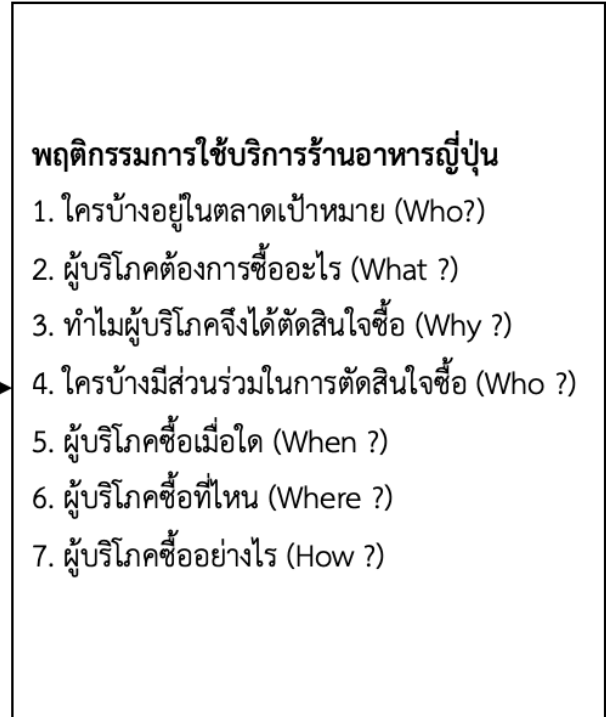 พฤติกรรมการใช้บริการร้านอาหารญี่ปุ่น
1. ใครบ้างอยู่ในตลาดเป้าหมาย (Who?)
2. ผู้บริโภคต้องการซื้ออะไร (What ?)
3. ทำไมผู้บริโภคจึงได้ตัดสินใจซื้อ (Why ?)
4. ใครบ้างมีส่วนร่วมในการตัดสินใจซื้อ (Who ?)
5. ผู้บริโภคซื้อเมื่อใด (When ?)
6. ผู้บริโภคซื้อที่ไหน (Where ?)
7. ผู้บริโภคซื้ออย่างไร (How ?)